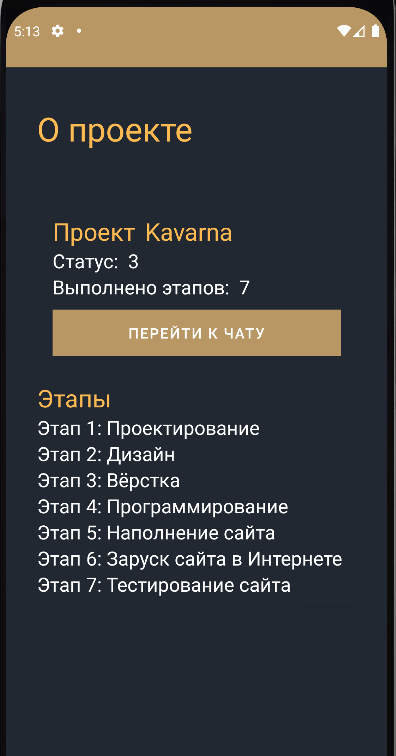 5:13
О проекте
Проект Kavarna
Статус: 3
Выполнено этапов: 7
ПЕРЕЙТИ К ЧАТУ
Этапы
Этап 1: Проектирование
Этап 2: Дизайн
Этап 3: Вёрстка
Этап 4: Программирование
Этап 5: Наполнение сайта
Этап 6: Заруск сайта в Интернете
Этап 7: Тестирование сайта